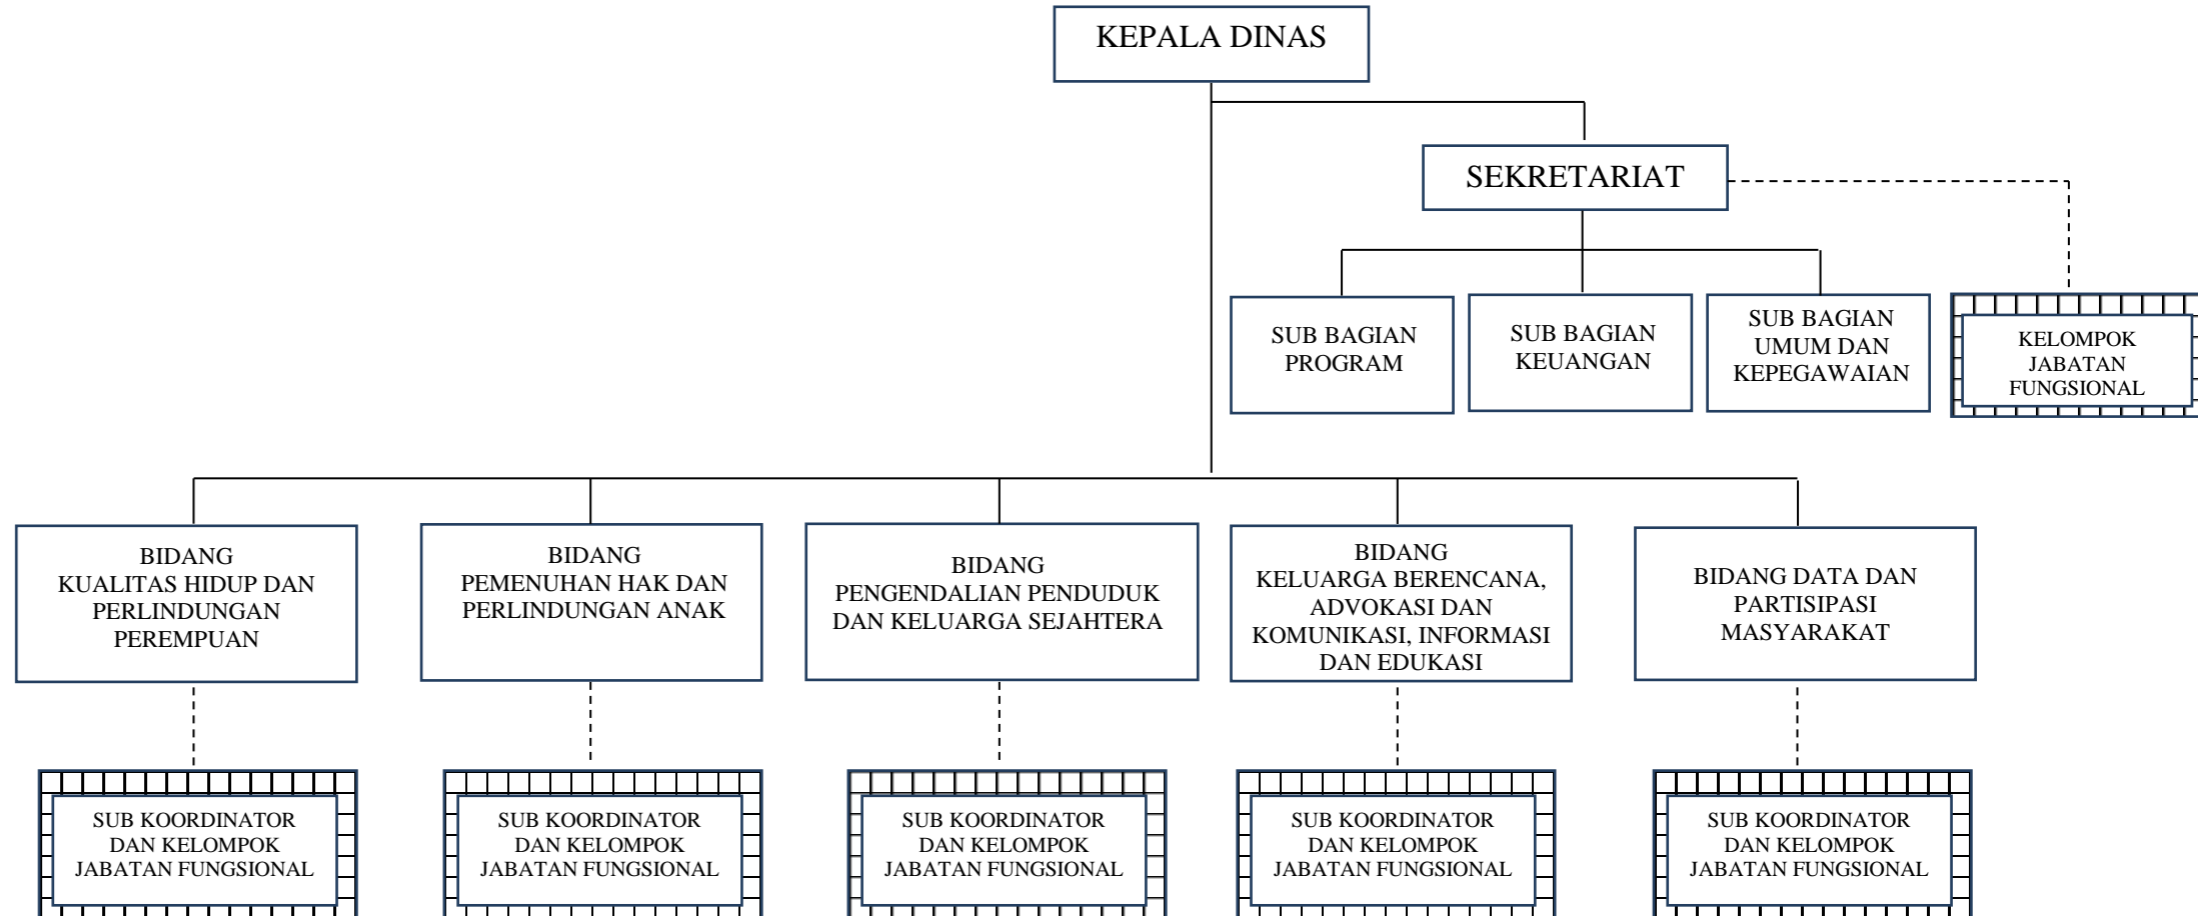 KEPALA DINAS
SEKRETARIAT
SUB BAGIAN
PROGRAM
SUB BAGIAN
KEUANGAN
SUB BAGIAN
UMUM DAN
KEPEGAWAIAN
KELOMPOK
JABATAN
FUNGSIONAL
BIDANG
KUALITAS HIDUP DAN
PERLINDUNGAN
PEREMPUAN
BIDANG
PEMENUHAN HAK DAN
PERLINDUNGAN ANAK
BIDANG
PENGENDALIAN PENDUDUK
DAN KELUARGA SEJAHTERA
BIDANG
KELUARGA BERENCANA,
ADVOKASI DAN
KOMUNIKASI, INFORMASI
DAN EDUKASI
BIDANG DATA DAN
PARTISIPASI
MASYARAKAT
SUB KOORDINATOR
DAN KELOMPOK
JABATAN FUNGSIONAL
SUB KOORDINATOR
DAN KELOMPOK
JABATAN FUNGSIONAL
SUB KOORDINATOR
DAN KELOMPOK
JABATAN FUNGSIONAL
SUB KOORDINATOR
DAN KELOMPOK
JABATAN FUNGSIONAL
SUB KOORDINATOR
DAN KELOMPOK
JABATAN FUNGSIONAL